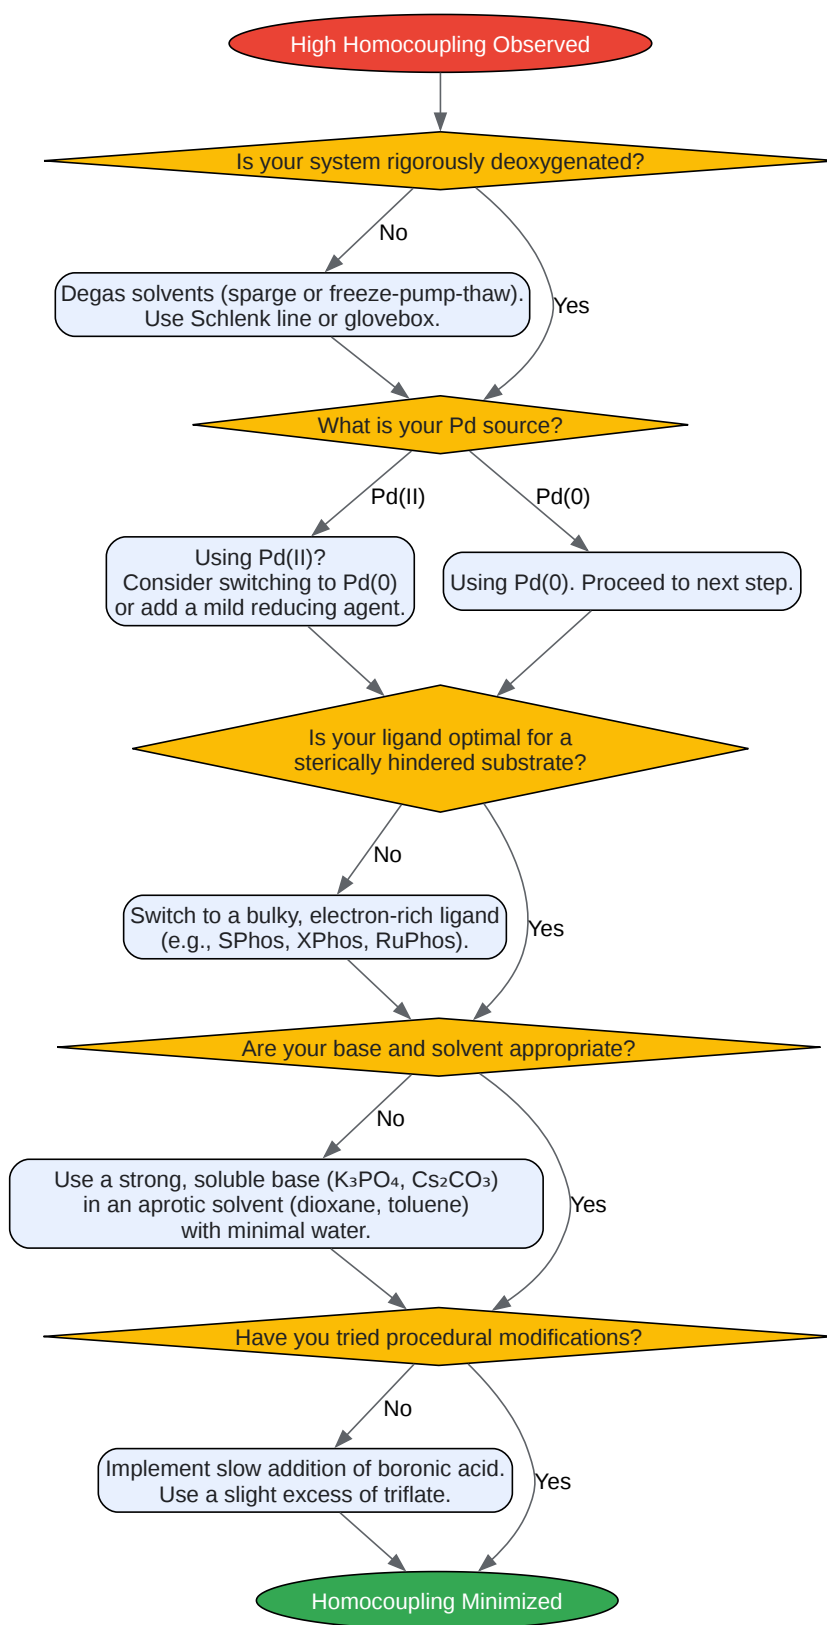 High Homocoupling Observed
Is your system rigorously deoxygenated?
No
Yes
Degas solvents (sparge or freeze-pump-thaw).
Use Schlenk line or glovebox.
What is your Pd source?
Pd(II)
Pd(0)
Using Pd(II)?
Consider switching to Pd(0)
or add a mild reducing agent.
Using Pd(0). Proceed to next step.
Is your ligand optimal for a
sterically hindered substrate?
No
Yes
Switch to a bulky, electron-rich ligand
(e.g., SPhos, XPhos, RuPhos).
Are your base and solvent appropriate?
No
Yes
Use a strong, soluble base (K₃PO₄, Cs₂CO₃)
in an aprotic solvent (dioxane, toluene)
with minimal water.
Have you tried procedural modifications?
No
Yes
Implement slow addition of boronic acid.
Use a slight excess of triflate.
Homocoupling Minimized